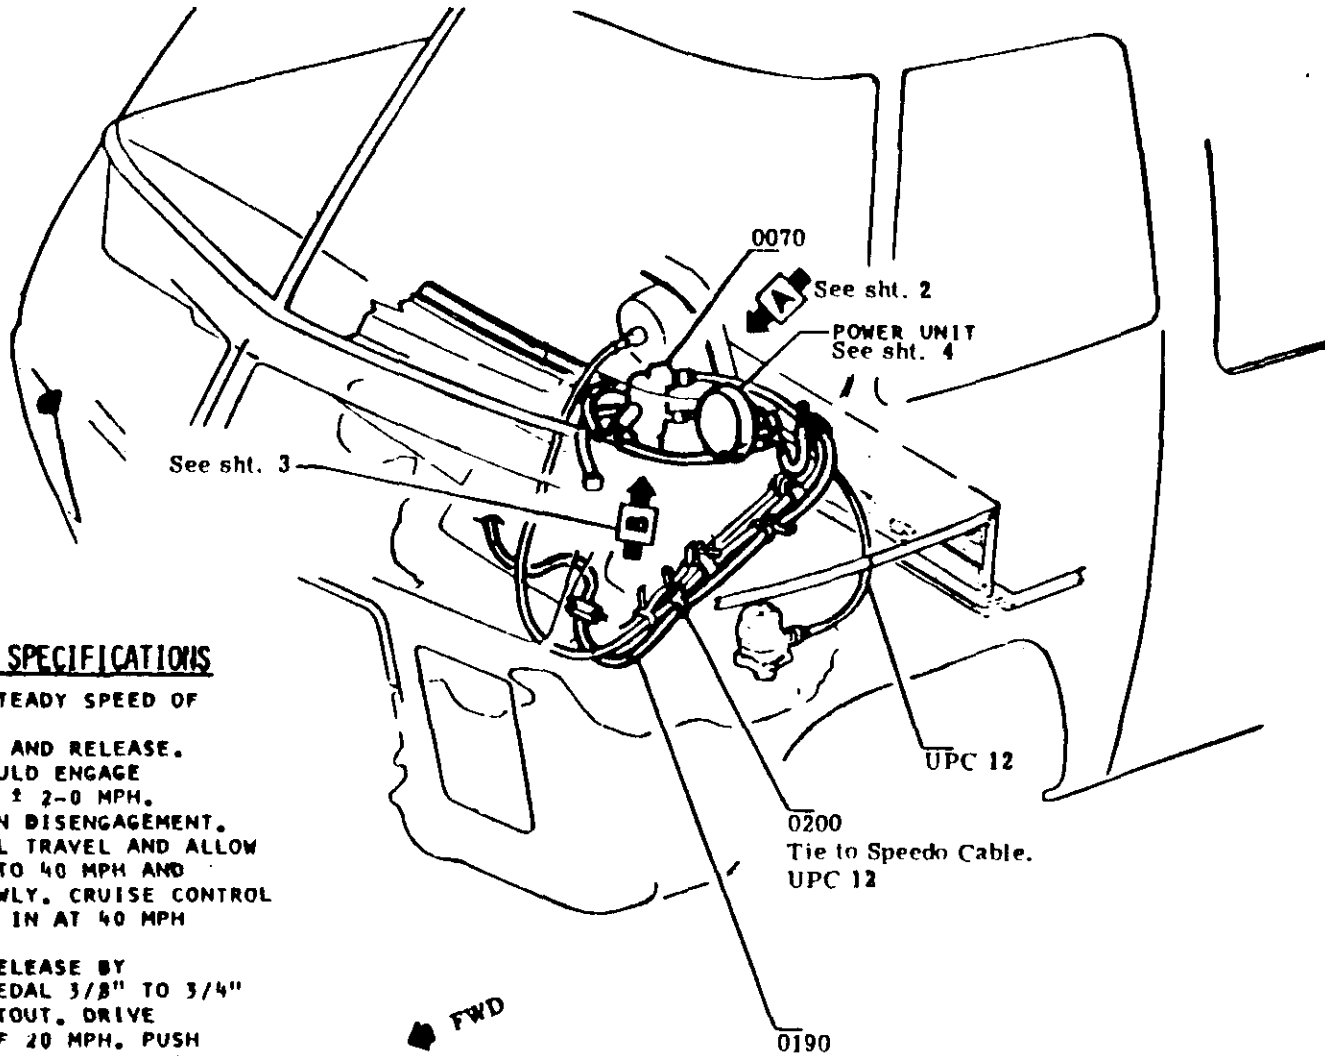 0070
A
See sht. 2
POWER UNIT
See sht. 4
See sht. 3
B
SPECIFICATIONS
TEADY SPEED OF
AND RELEASE.
ULD ENGAGE
± 2-0 MPH.
N DISENGAGEMENT.
L TRAVEL AND ALLOW
TO 40 MPH AND
WLY. CRUISE CONTROL
IN AT 40 MPH
ELEASE BY
EDAL 3/8" TO 3/4"
TOUT. DRIVE
F 20 MPH. PUSH
UPC 12
0200
Tie to Speedo Cable.
UPC 12
FWD
0190